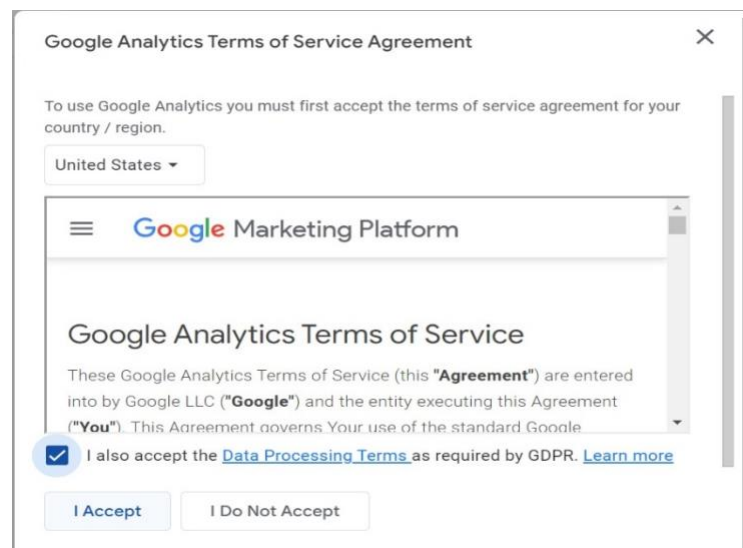 Google Analytics Terms of Service Agreement
To use Google Analytics you must first accept the terms of service agreement for your
country / region.
United States
Google Marketing Platform
Google Analytics Terms of Service
These Google Analytics Terms of Service (this "Agreement") are entered
into by Google LLC ("Google") and the entity executing this Agreement
("You"). This Agreement governs Your use of the standard Google
I also accept the Data Processing Terms as required by GDPR. Learn more
I Accept
I Do Not Accept